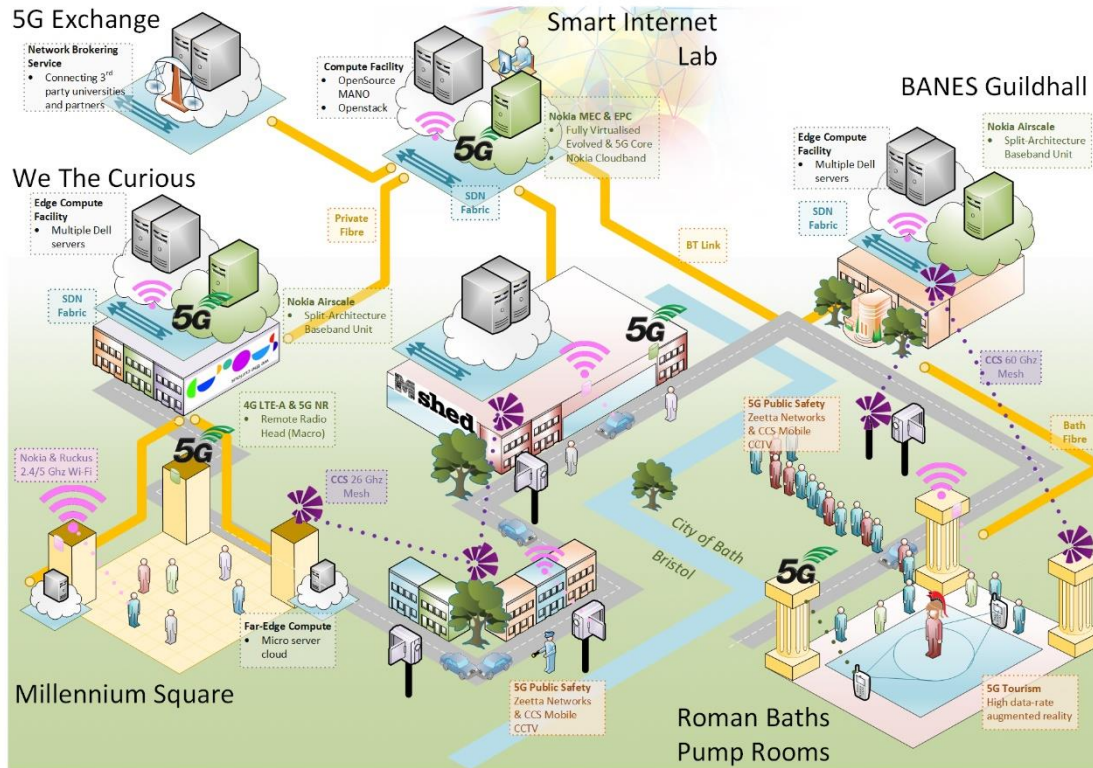 5G Exchange
Network Brokering
Service
• Connecting 3rd
party universities
and partners
Smart Internet
Lab
Compute Facility
• OpenSource
MANO
• Openstack
5G
Nokia MEC & EPC
• Fully Virtualised
Evolved & 5G Core
• Nokia Cloudband
SDN
Fabric
BANES Guildhall
Edge Compute
Facility
• Multiple Dell
servers
Nokia Airscale
• Split-Architecture
Baseband Unit
SDN
Fabric
We The Curious
Edge Compute
Facility
• Multiple Dell
servers
Private
Fibre
BT Link
SDN
Fabric
5G
Nokia Airscale
• Split-Architecture
Baseband Unit
we the curious
5G
M shed
CCS 60 Ghz
Mesh
4G LTE-A & 5G NR
• Remote Radio
Head (Macro)
5G
5G Public Safety
Zeetta Networks
& CCS Mobile
CCTV
Bath
Fibre
Nokia & Ruckus
2.4/5 Ghz Wi-Fi
CCS 26 Ghz
Mesh
City of Bath
Bristol
5G
Far-Edge Compute
• Micro server
cloud
Millennium Square
5G Public Safety
Zeetta Networks
& CCS Mobile
CCTV
5G Tourism
High data-rate
augmented reality
Roman Baths
Pump Rooms